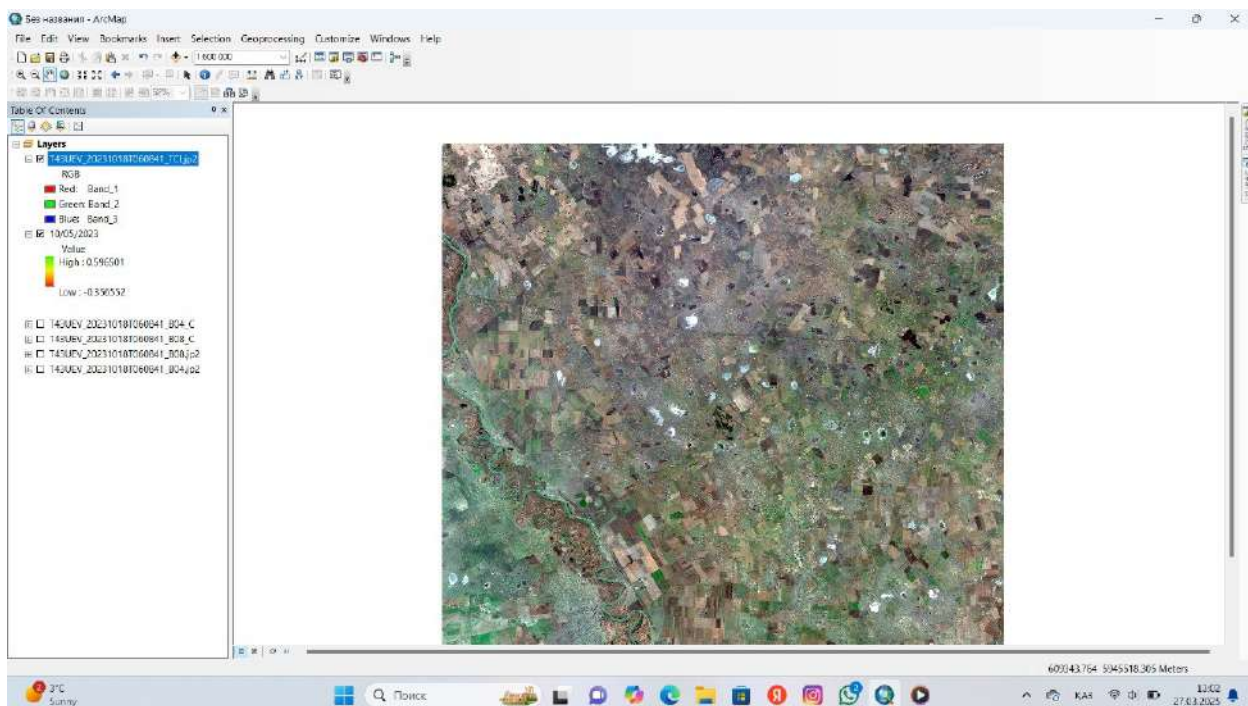 Без названия - ArcMap
File Edit View Bookmarks Insert Selection Geoprocessing Customize Windows Help
1:600 000
Table Of Contents
Layers
T43UEV_20231018T060841_TCI.jp2
RGB
Red: Band_1
Green: Band_2
Blue: Band_3
10/05/2023
Value
High : 0.596501
Low : -0.356552
T43UEV_20231018T060841_B04_C
T43UEV_20231018T060841_B08_C
T43UEV_20231018T060841_B08.jp2
T43UEV_20231018T060841_B04.jp2
609343.764 5945518.305 Meters
3°C
Sunny
Поиск
ҚАЗ
13:02
27.03.2025